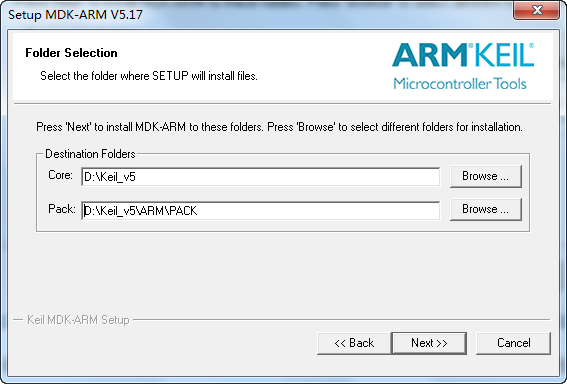 Setup MDK-ARM V5.17
Folder Selection
Select the folder where SETUP will install files.
ARM®KEIL®
Microcontroller Tools
Press 'Next' to install MDK-ARM to these folders. Press 'Browse' to select different folders for installation.
Destination Folders
Core: D:\Keil_v5 Browse ...
Pack: D:\Keil_v5\ARM\PACK Browse ...
Keil MDK-ARM Setup
<< Back Next >> Cancel